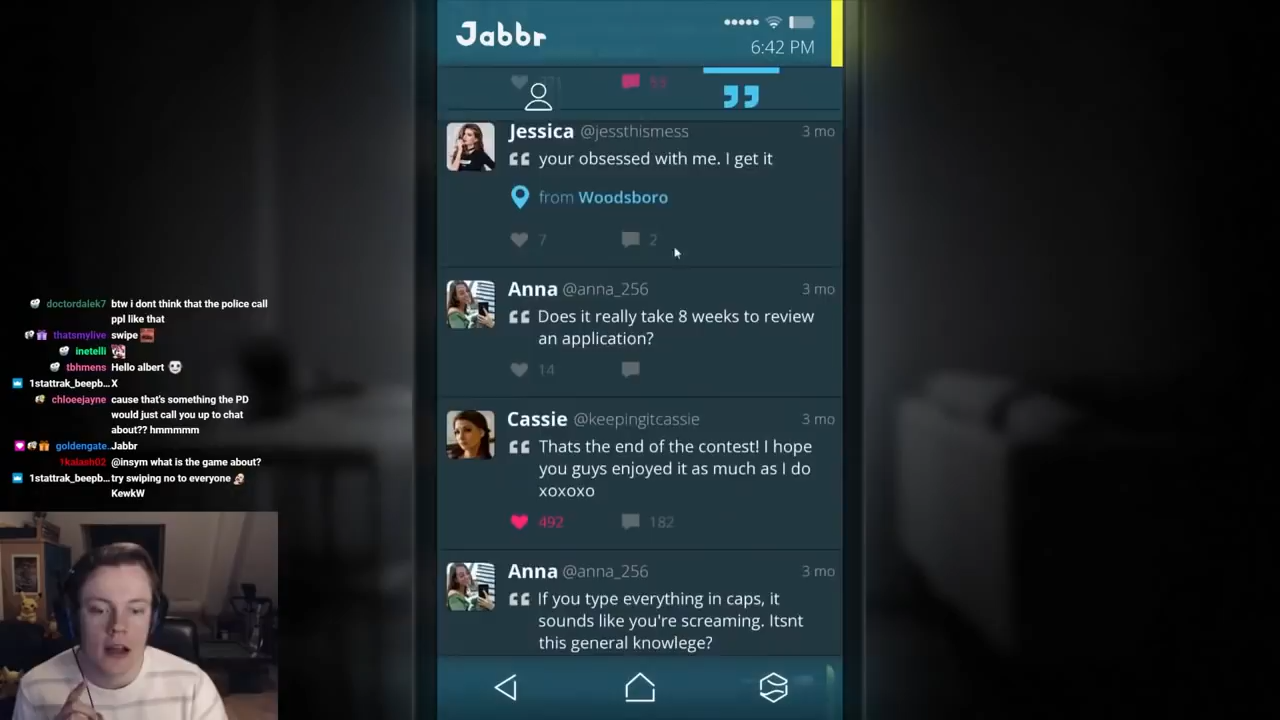 Jabbr
6:42 PM
371
53
Jessica @jessthismess 3 mo
your obsessed with me. I get it
from Woodsboro
7 2
Anna @anna_256 3 mo
Does it really take 8 weeks to review
an application?
14
Cassie @keepingitcassie 3 mo
Thats the end of the contest! I hope
you guys enjoyed it as much as I do
xoxoxo
492 182
Anna @anna_256 3 mo
If you type everything in caps, it
sounds like you're screaming. Itsnt
this general knowlege?
doctordalek7 btw i dont think that the police call
ppl like that
thatsmylive swipe
inetelli
tbhmens Hello albert
1stattrak_beepb... X
chloeejayne cause that's something the PD
would just call you up to chat
about?? hmmmmm
goldengate... Jabbr
1kalash02 @insym what is the game about?
1stattrak_beepb... try swiping no to everyone
KewkW